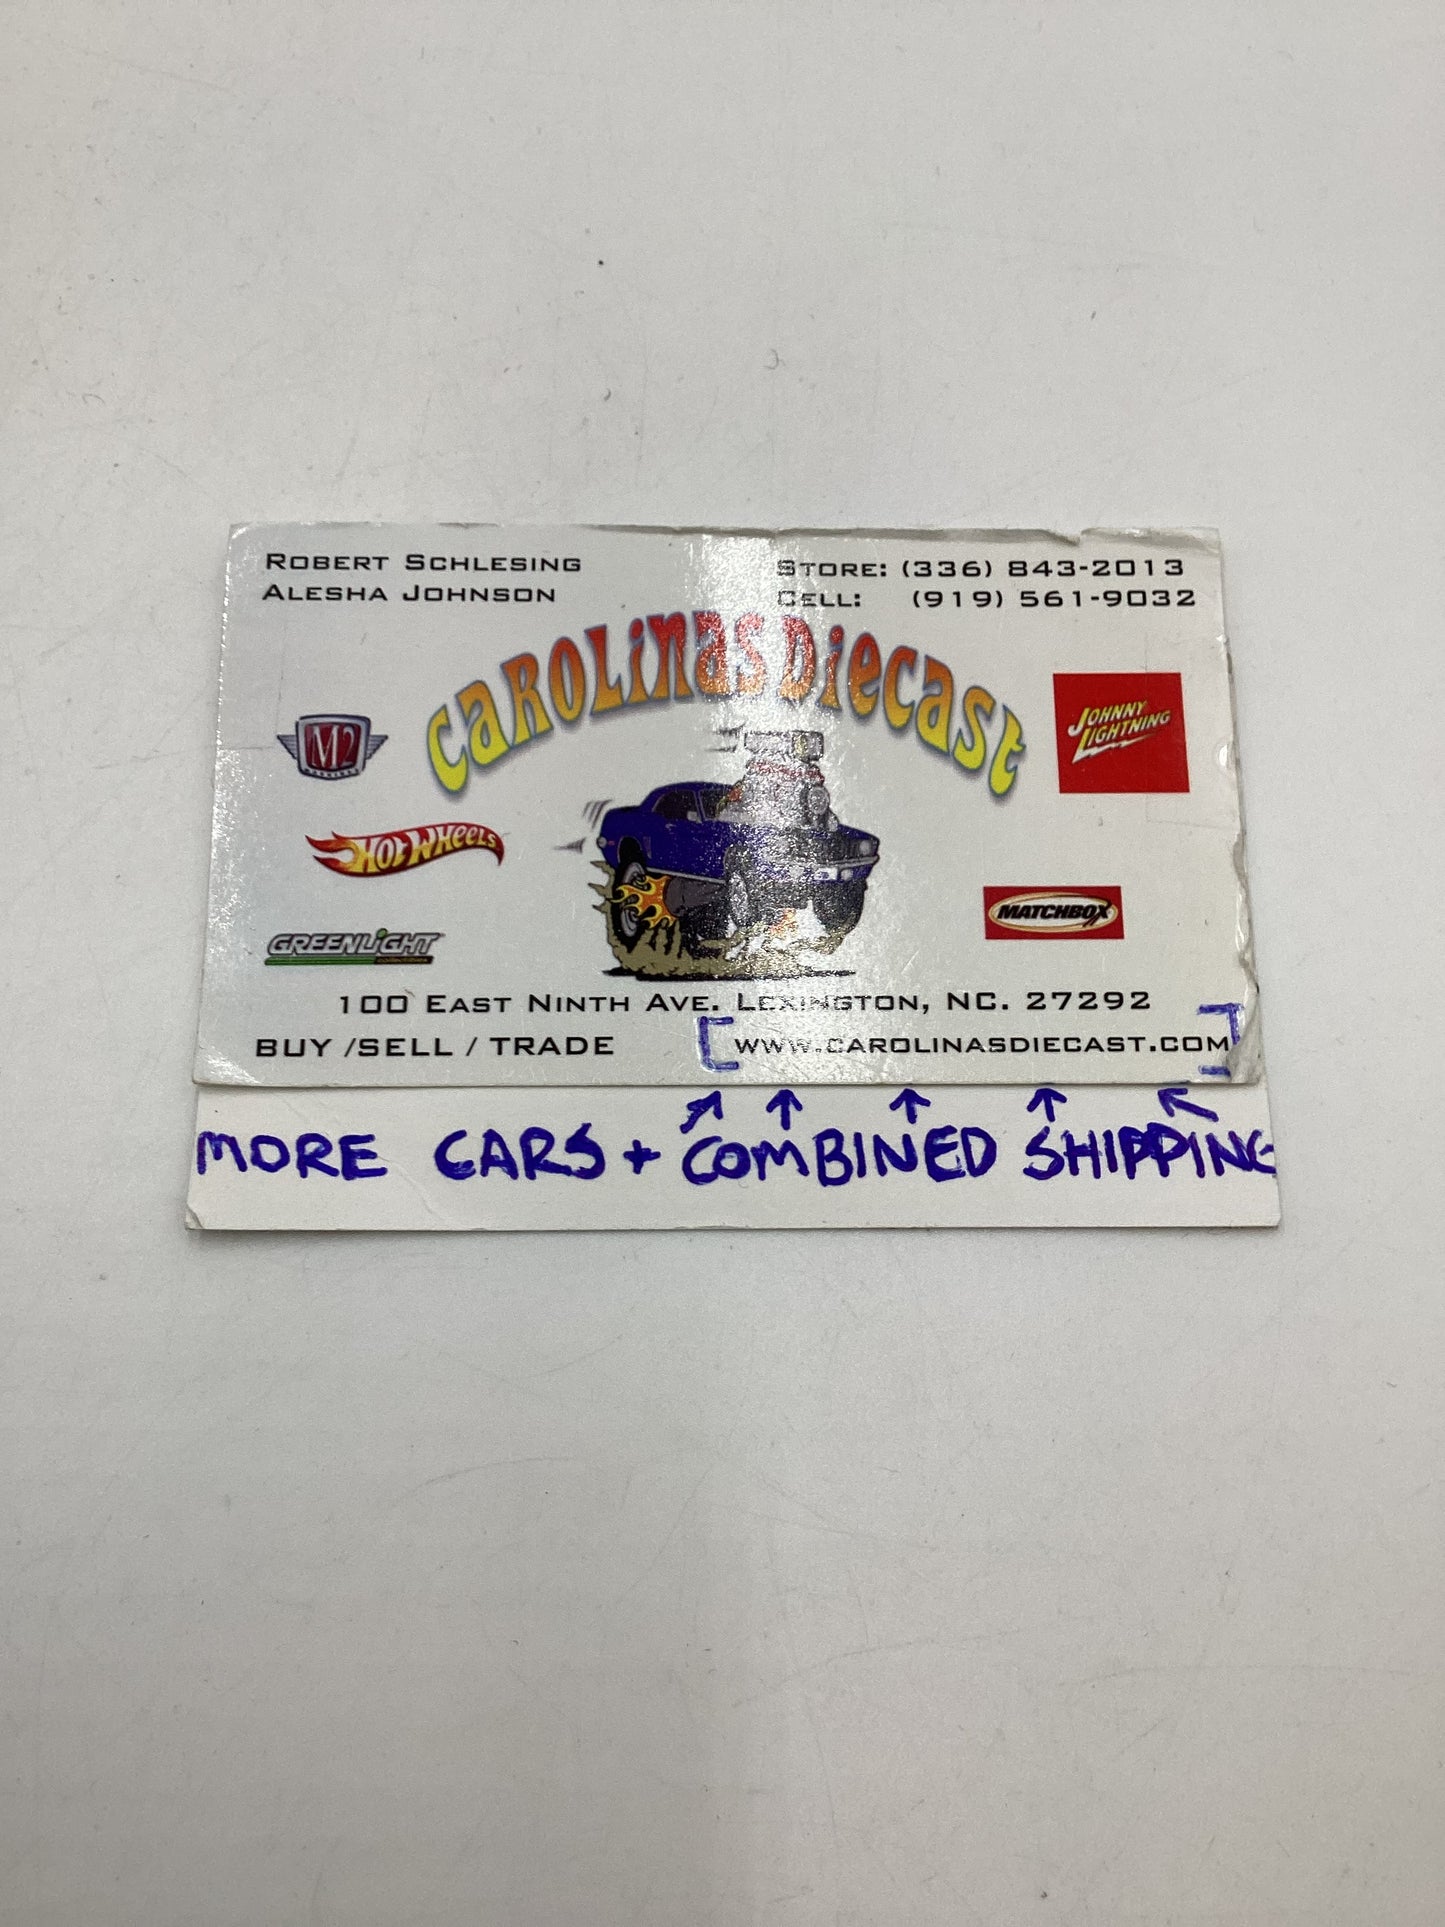 ROBERT SCHLESING
ALESHA JOHNSON
STORE: (336) 843-2013
CELL: (919) 561-9032
CAROLINAS DIECAST
M2
MACHINES
JOHNNY LIGHTNING
HOT WHEELS
MATCHBOX
GREENLIGHT
collectibles
100 EAST NINTH AVE. LEXINGTON, NC. 27292
BUY /SELL / TRADE
[WWW.CAROLINASDIECAST.COM]
MORE CARS + COMBINED SHIPPING